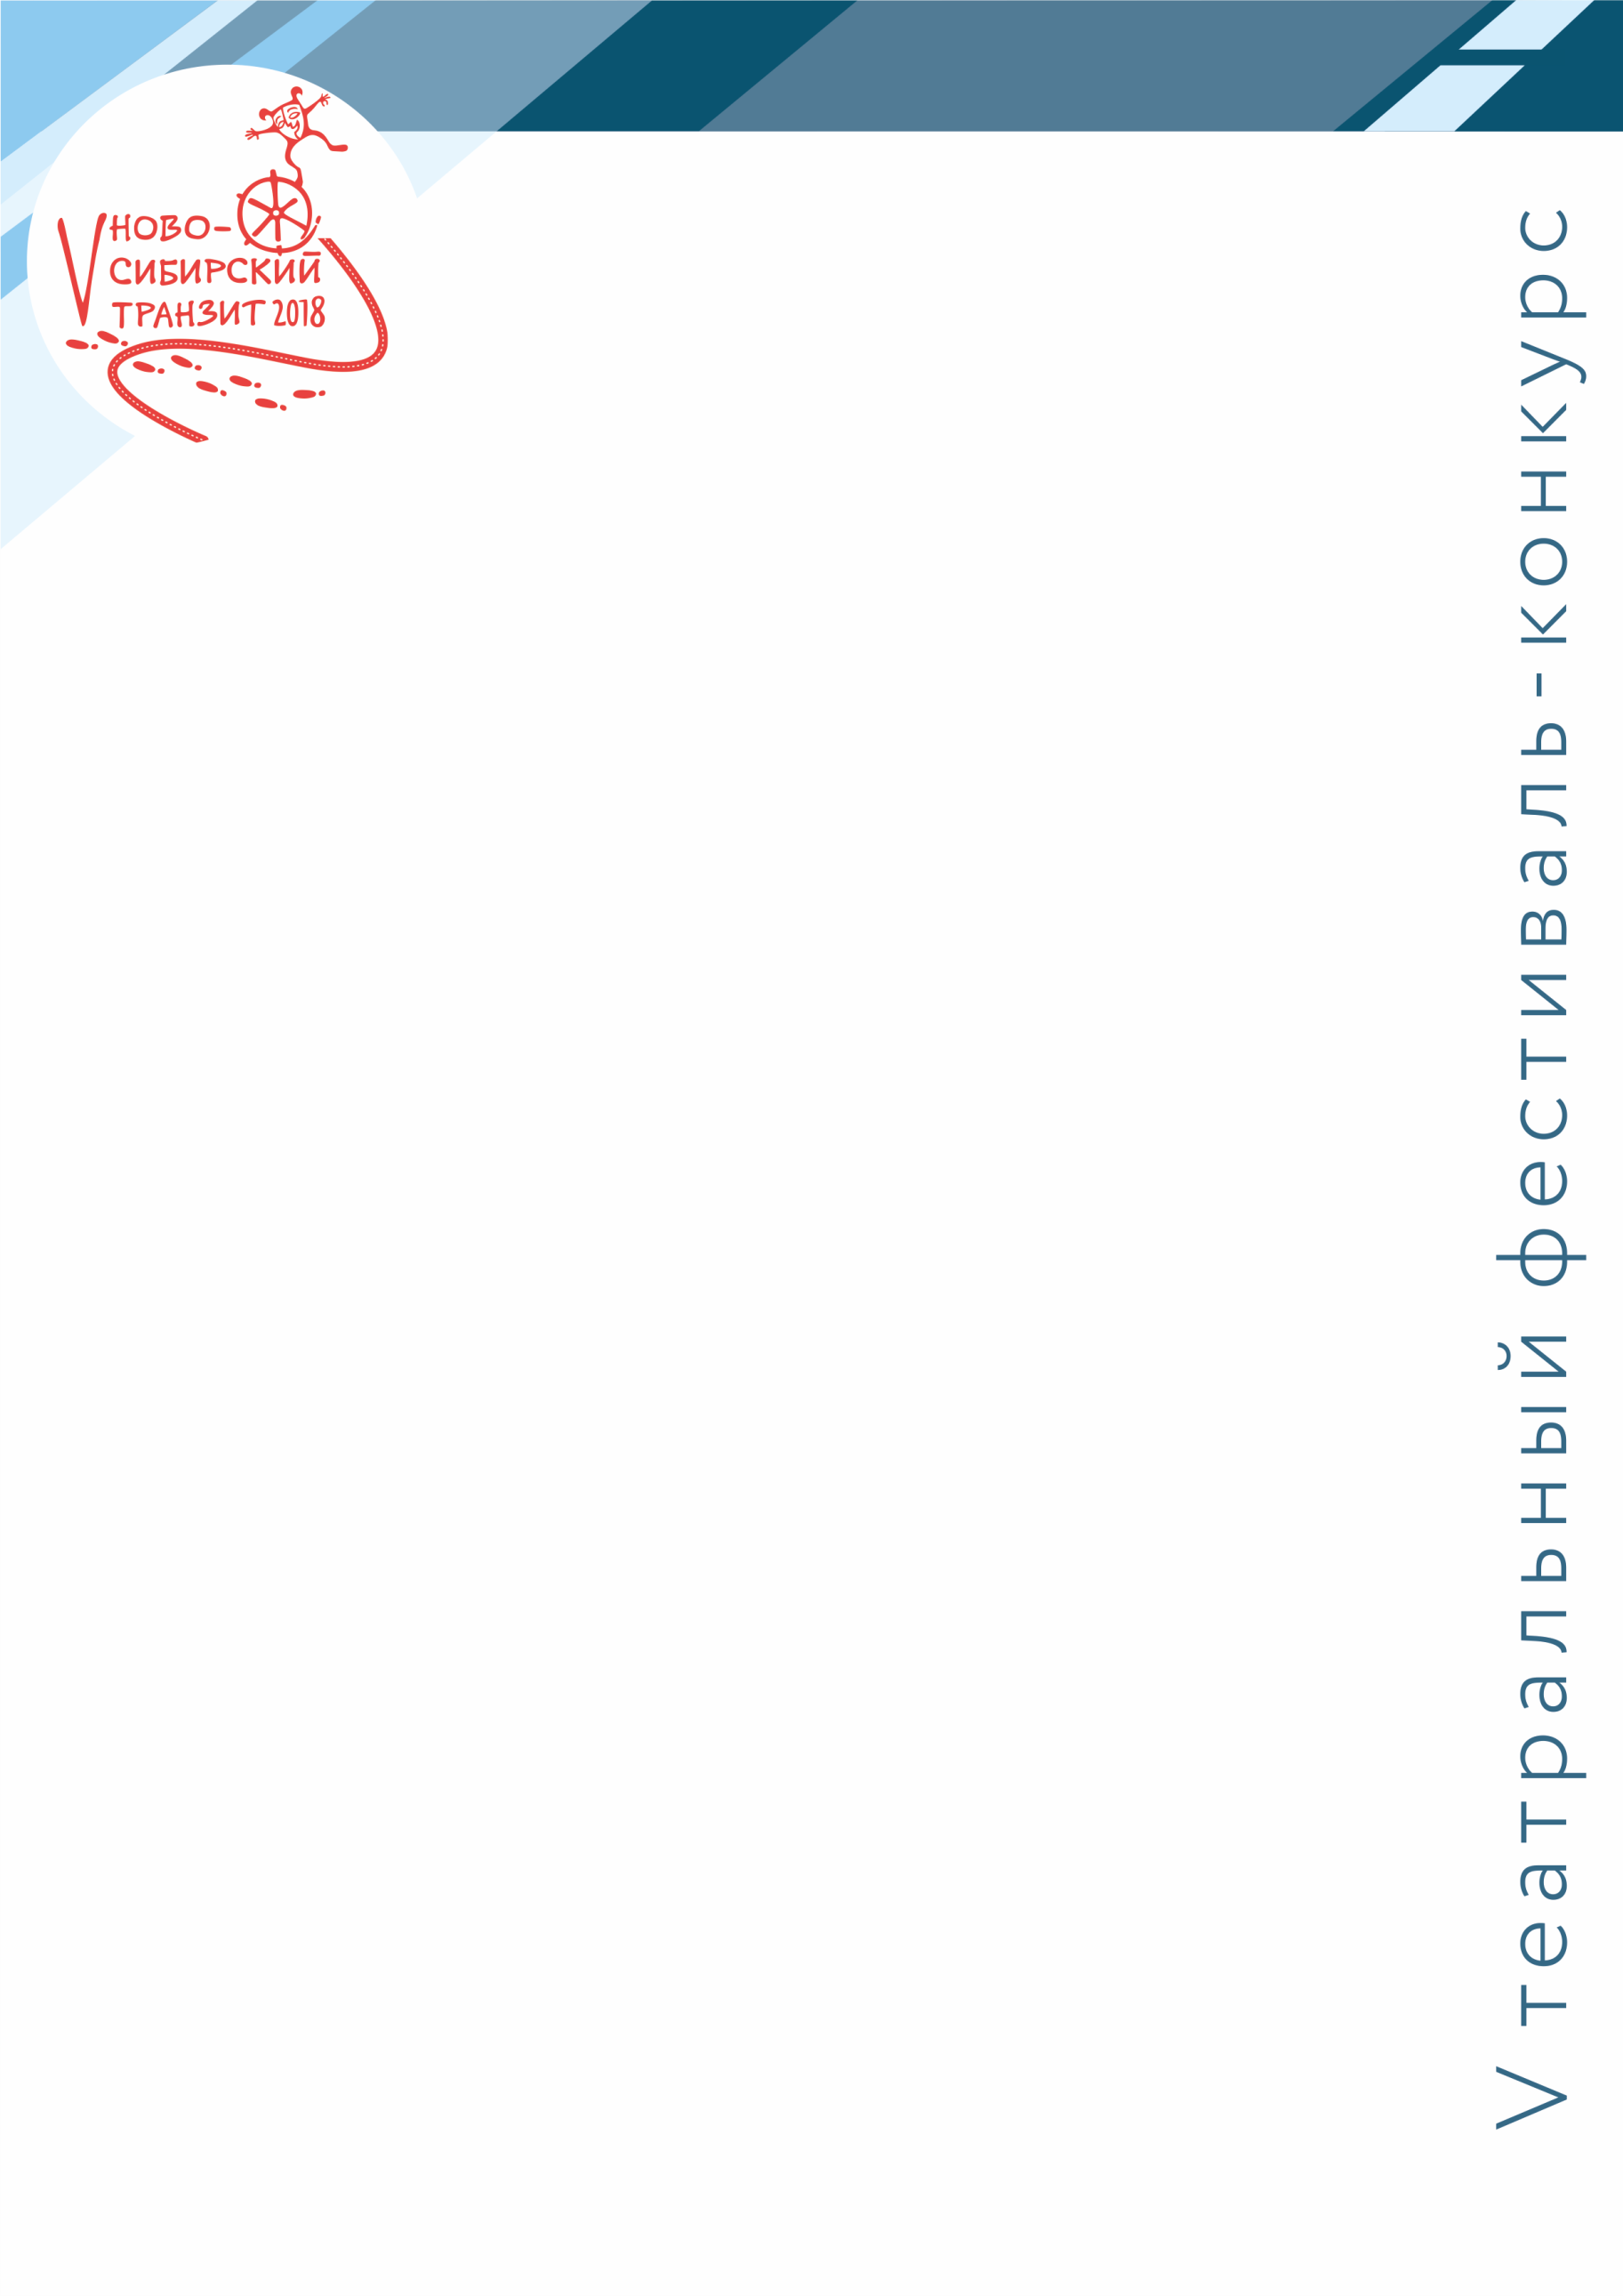 V НОВО-
СИБИРСКИЙ
ТРАНЗИТ'2018
V театральный фестиваль-конкурс